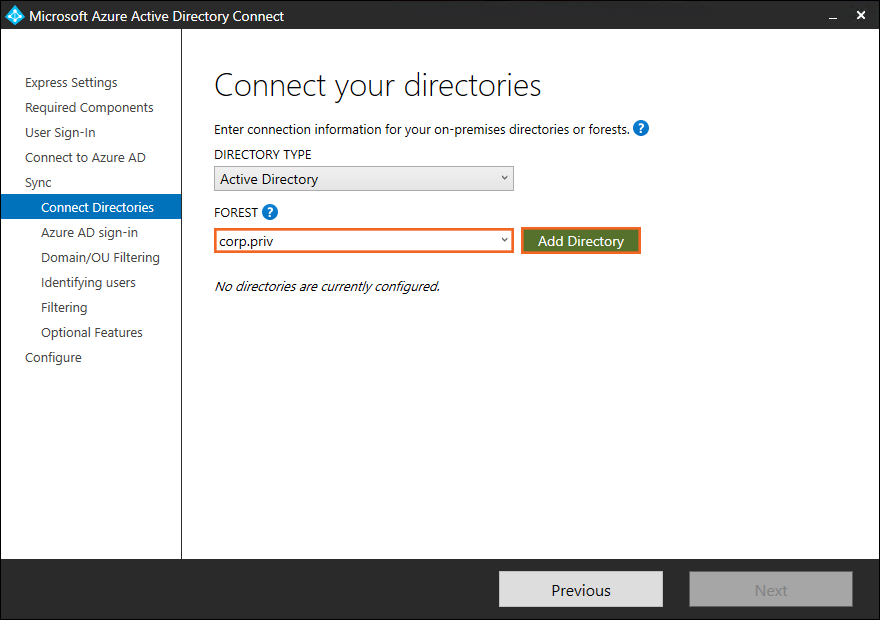 Microsoft Azure Active Directory Connect
Express Settings
Required Components
User Sign-In
Connect to Azure AD
Sync
Connect Directories
Azure AD sign-in
Domain/OU Filtering
Identifying users
Filtering
Optional Features
Configure
Connect your directories
Enter connection information for your on-premises directories or forests. ?
DIRECTORY TYPE
Active Directory
FOREST ?
corp.priv Add Directory
No directories are currently configured.
Previous Next